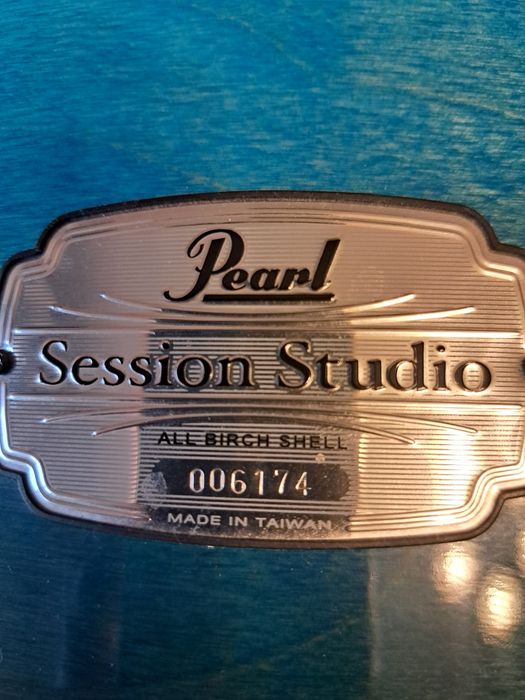 Pearl
Session Studio
ALL BIRCH SHELL
006174
MADE IN TAIWAN